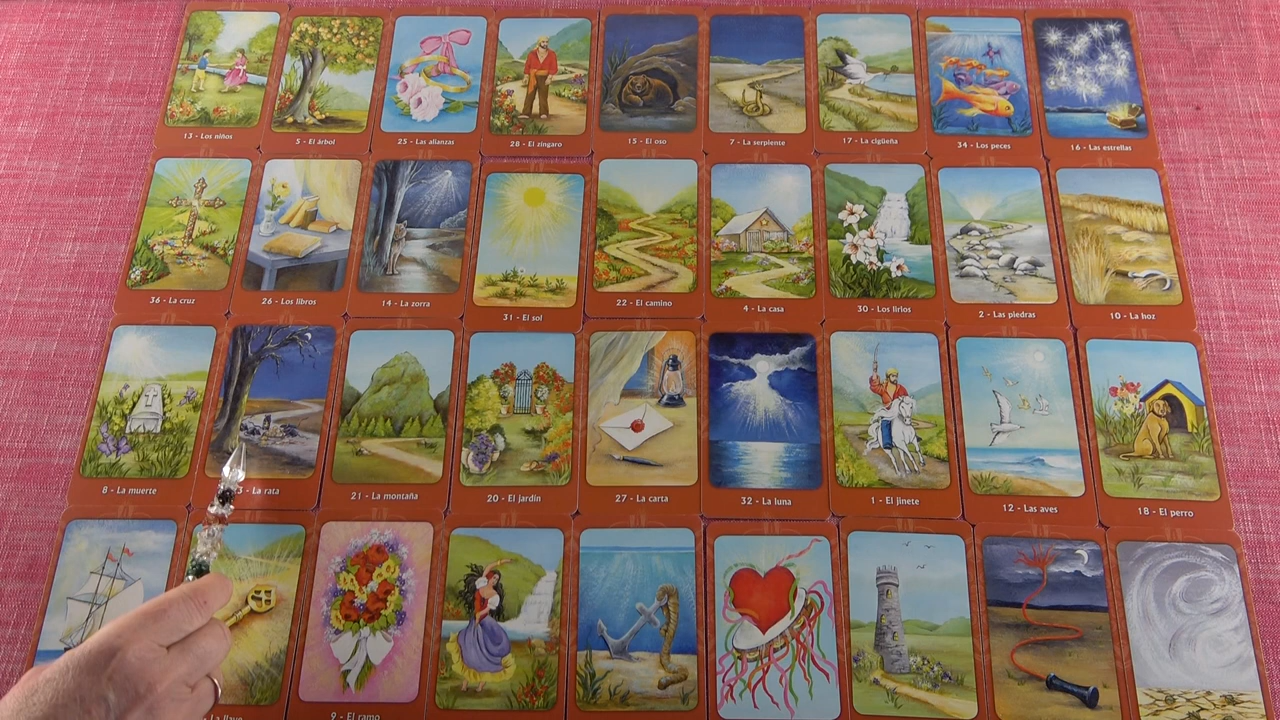 13 - Los niños
5 - El árbol
25 - Las alianzas
28 - El zíngaro
15 - El oso
7 - La serpiente
17 - La cigüeña
34 - Los peces
16 - Las estrellas
36 - La cruz
26 - Los libros
14 - La zorra
31 - El sol
22 - El camino
4 - La casa
30 - Los lirios
2 - Las piedras
10 - La hoz
8 - La muerte
3 - La rata
21 - La montaña
20 - El jardín
27 - La carta
32 - La luna
1 - El jinete
12 - Las aves
18 - El perro
- La llave
9 - El ramo